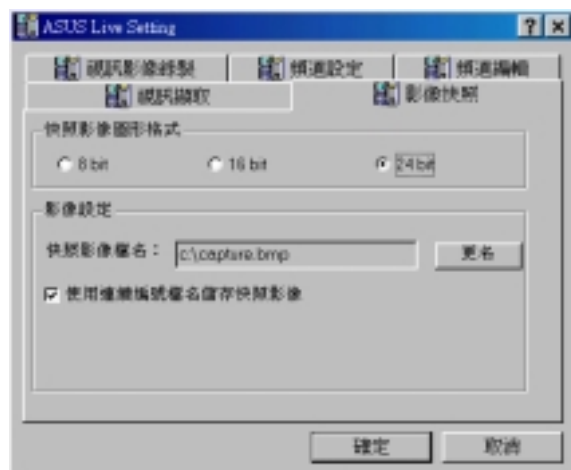 ASUS Live Setting
視訊影像錄製
頻道設定
頻道編輯
視訊擷取
影像快照
快照影像圖形格式
8 bit
16 bit
24 bit
影像設定
快照影像檔名：
c:\capture.bmp
更名
使用連續編號檔名儲存快照影像
確定
取消